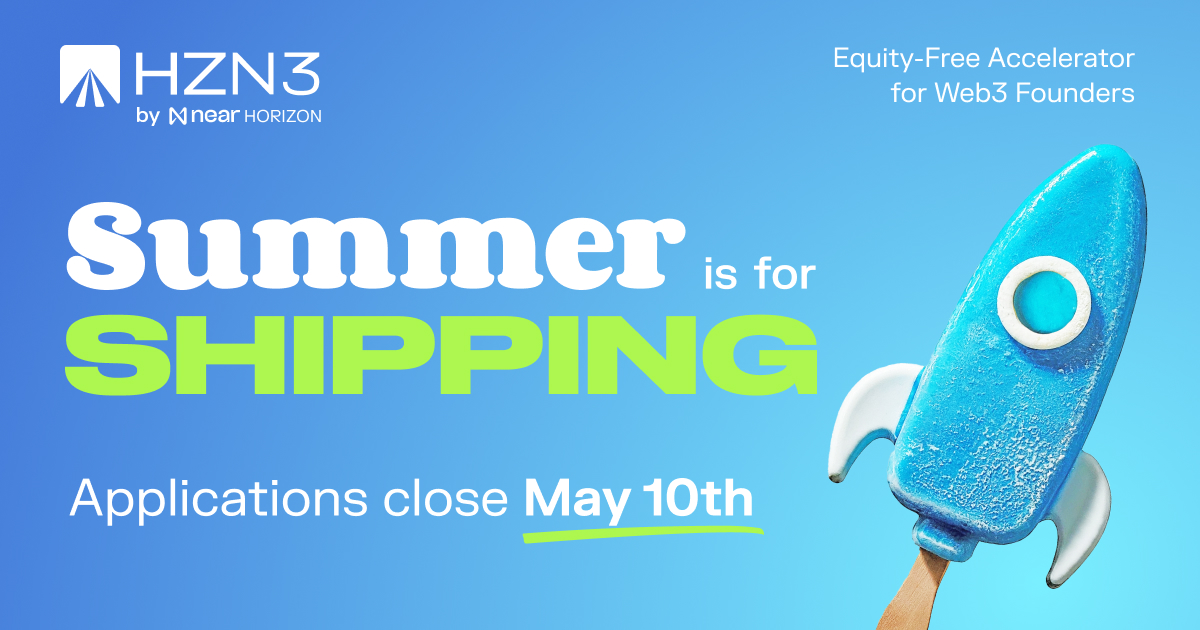 HZN3
by near HORIZON
Equity-Free Accelerator
for Web3 Founders
Summer is for
SHIPPING
Applications close May 10th